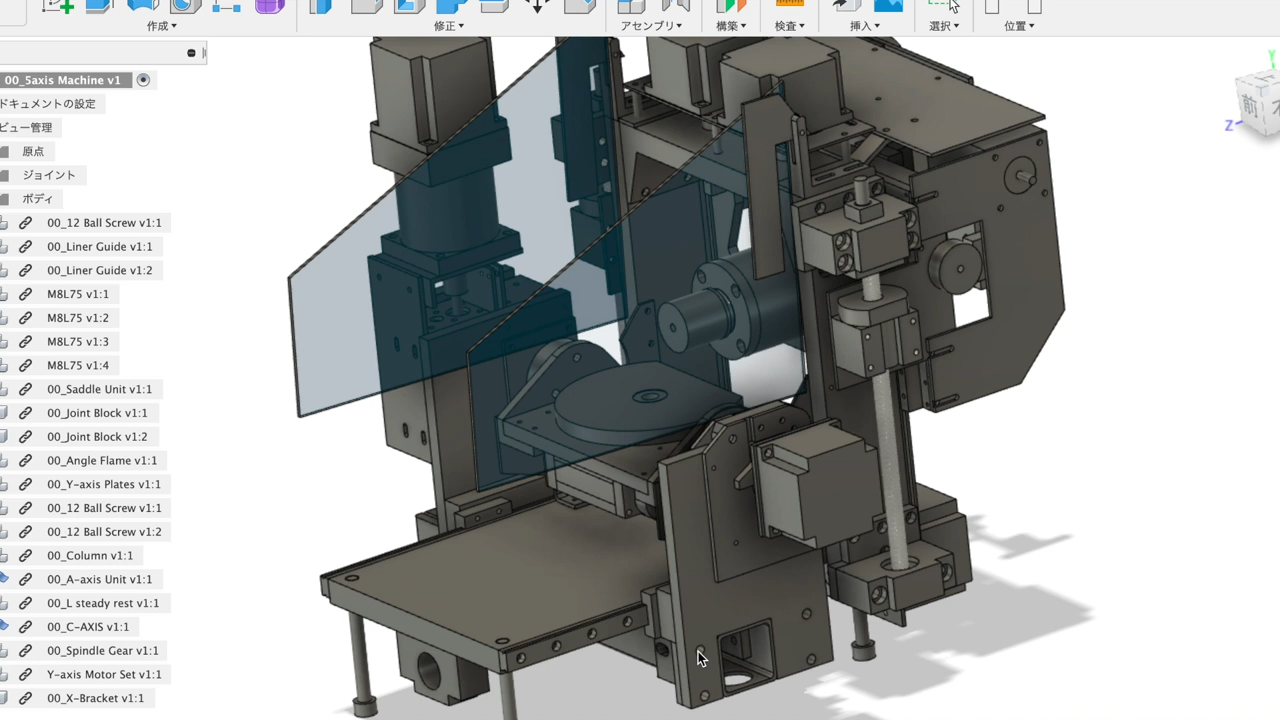 作成▾
修正▾
アセンブリ▾
構築▾
検査▾
挿入▾
選択▾
位置▾
00_5axis Machine v1
ドキュメントの設定
ビュー管理
原点
ジョイント
ボディ
00_12 Ball Screw v1:1
00_Liner Guide v1:1
00_Liner Guide v1:2
M8L75 v1:1
M8L75 v1:2
M8L75 v1:3
M8L75 v1:4
00_Saddle Unit v1:1
00_Joint Block v1:1
00_Joint Block v1:2
00_Angle Flame v1:1
00_Y-axis Plates v1:1
00_12 Ball Screw v1:1
00_12 Ball Screw v1:2
00_Column v1:1
00_A-axis Unit v1:1
00_L steady rest v1:1
00_C-AXIS v1:1
00_Spindle Gear v1:1
Y-axis Motor Set v1:1
00_X-Bracket v1:1
Y
Z
前